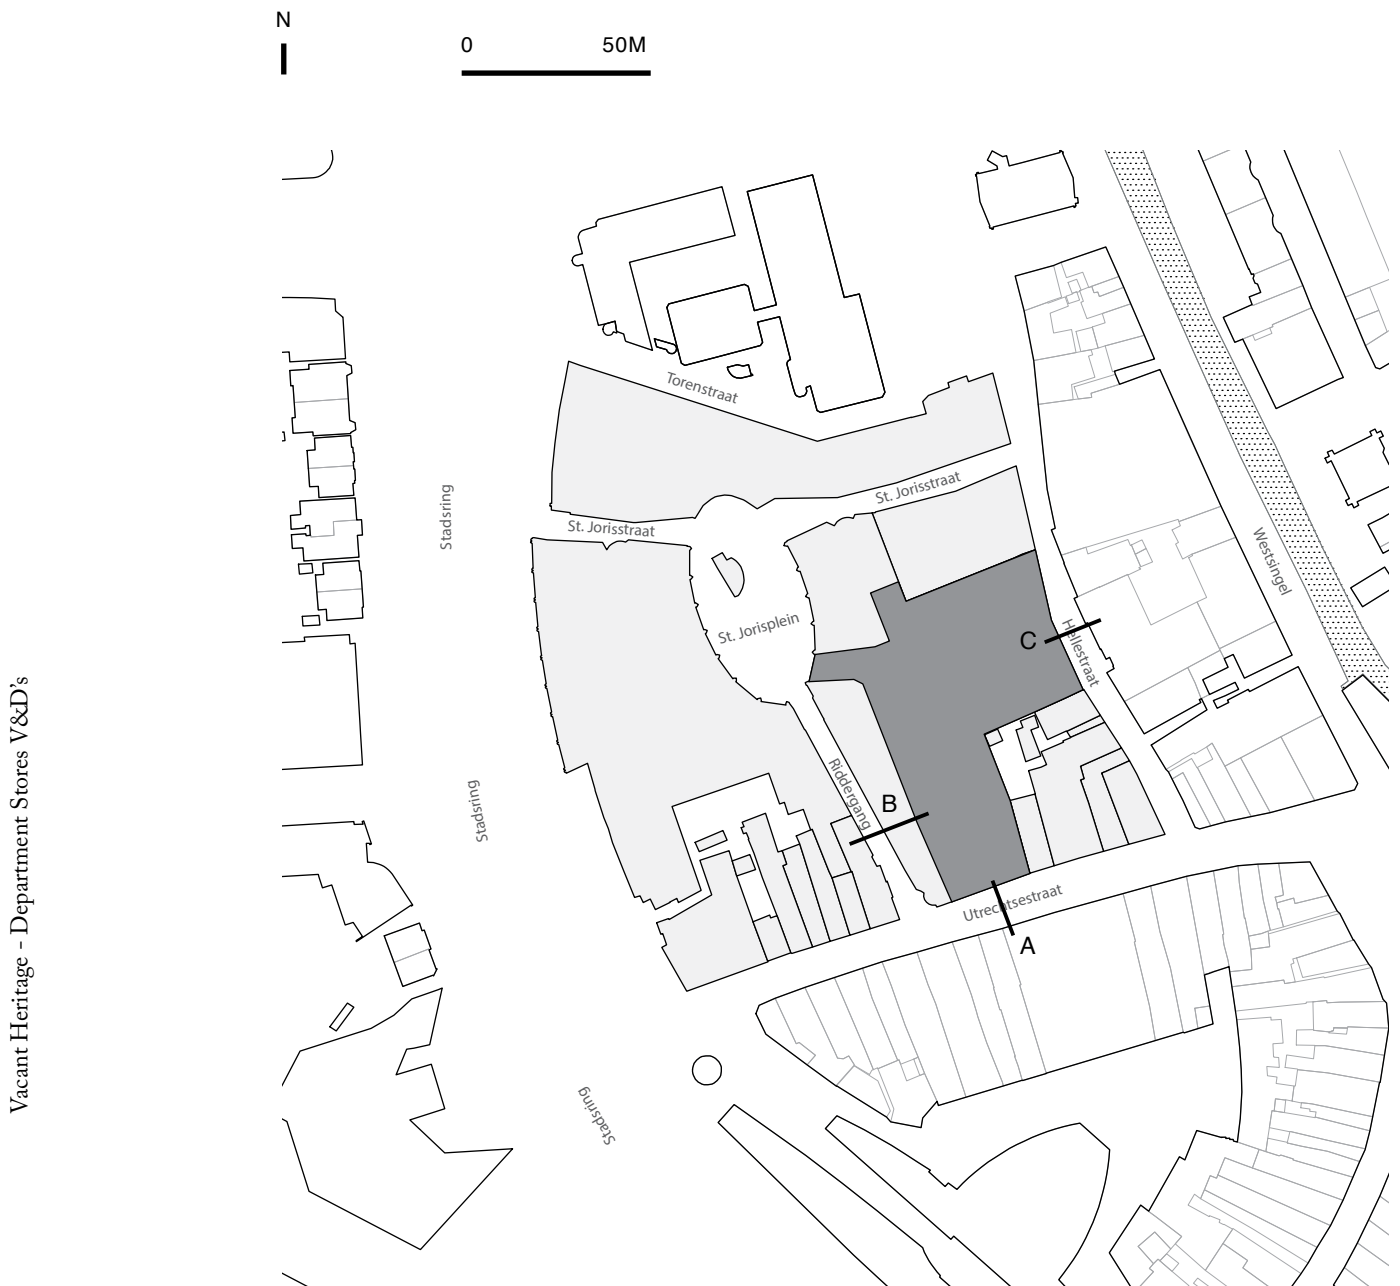 N
0 50M
Torenstraat
St. Jorisstraat
Stadsring
St. Jorisstraat
Westsingel
St. Jorisplein
C
Hellestraat
Vacant Heritage - Department Stores V&D's
Stadsring
Riddergang
B
Utrechtsestraat
A
Stadsring